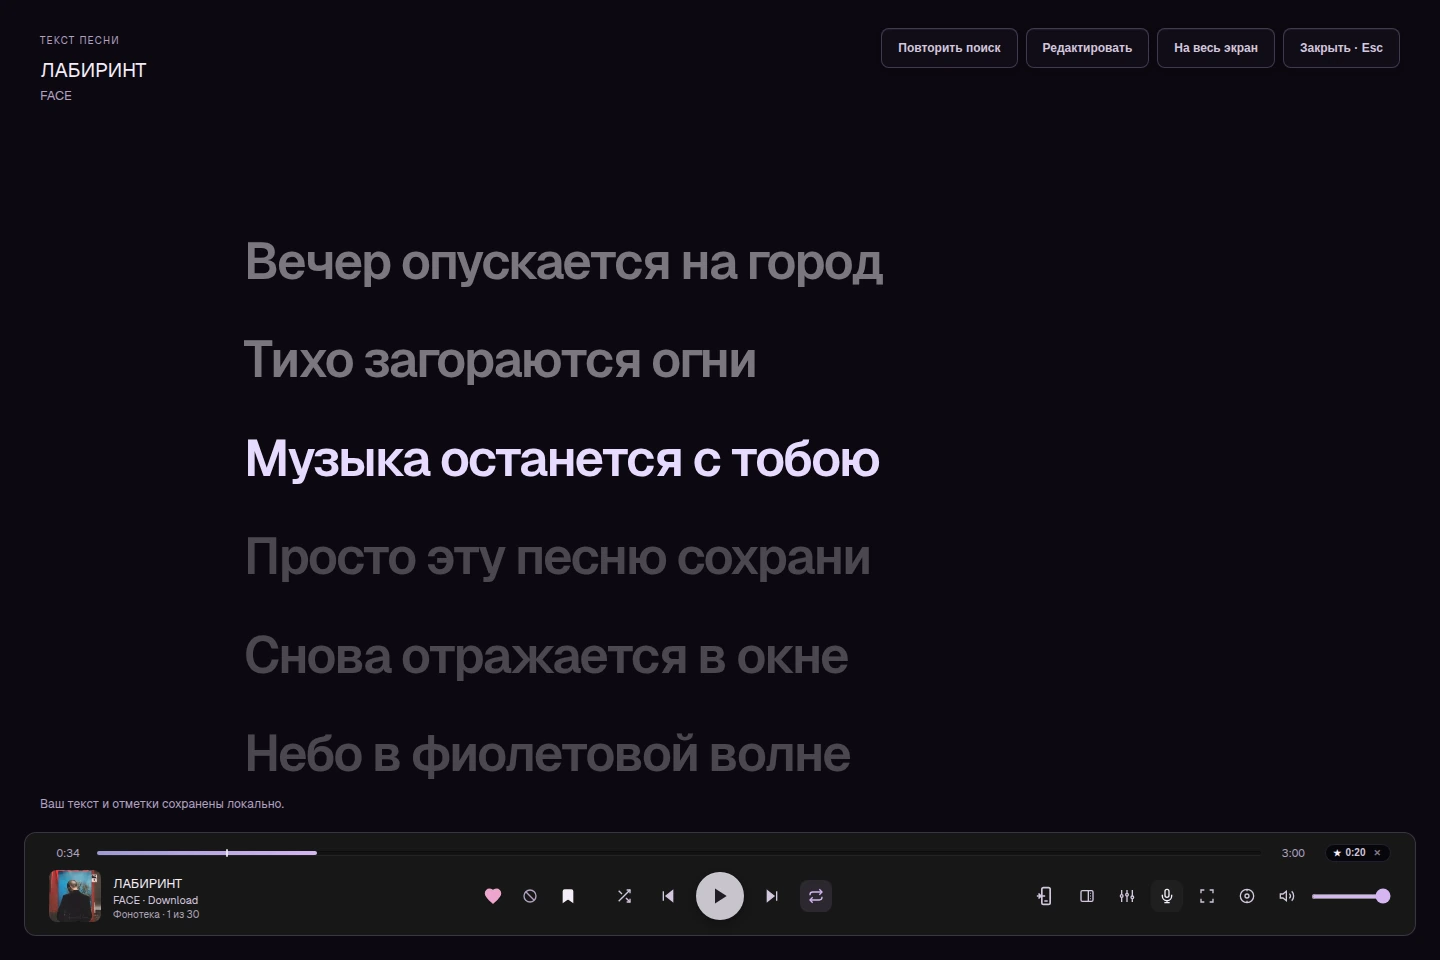 ТЕКСТ ПЕСНИ
ЛАБИРИНТ
FACE
Повторить поиск
Редактировать
На весь экран
Закрыть · Esc
Вечер опускается на город
Тихо загораются огни
Музыка останется с тобою
Просто эту песню сохрани
Снова отражается в окне
Небо в фиолетовой волне
Ваш текст и отметки сохранены локально.
0:34
3:00
★ 0:20 ×
ЛАБИРИНТ
FACE · Download
Фонотека · 1 из 30